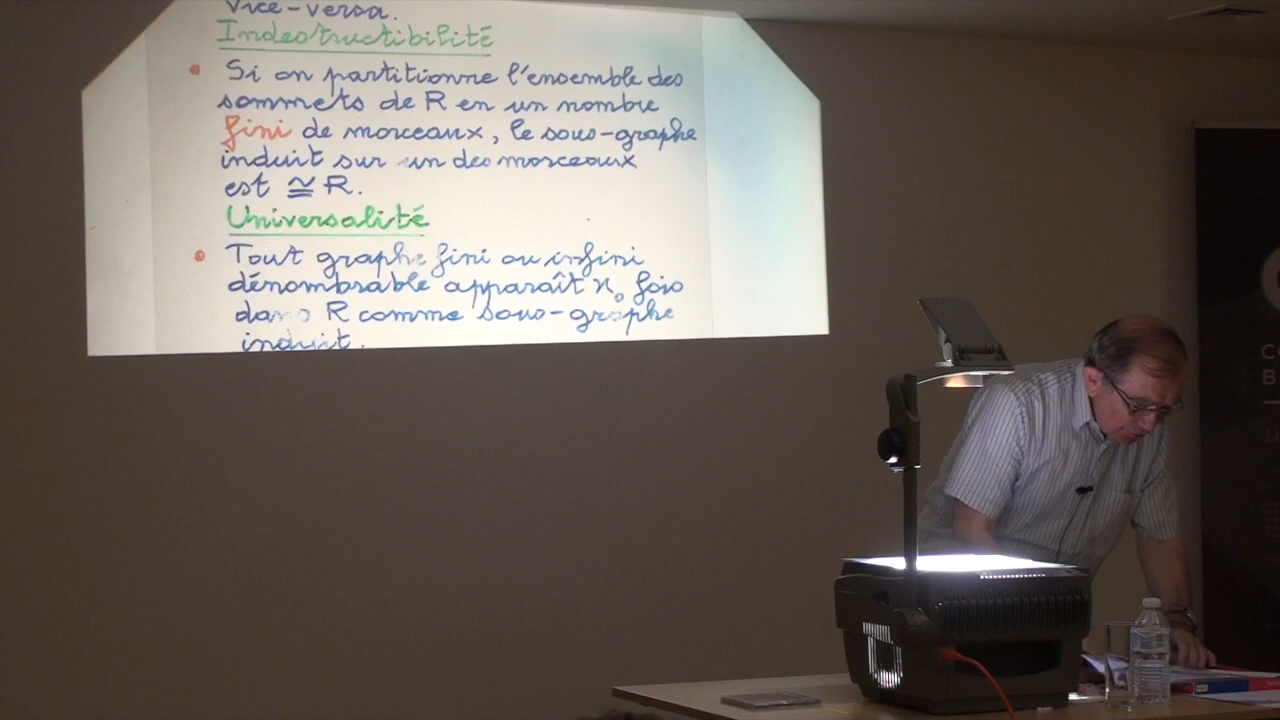 vice-versa.
Indestructibilité
• Si on partitionne l'ensemble des
sommets de R en un nombre
fini de morceaux, le sous-graphe
induit sur un des morceaux
est ≅ R.
Universalité
• Tout graphe fini ou infini
dénombrable apparaît ℵ₀ fois
dans R comme sous-graphe
induit.